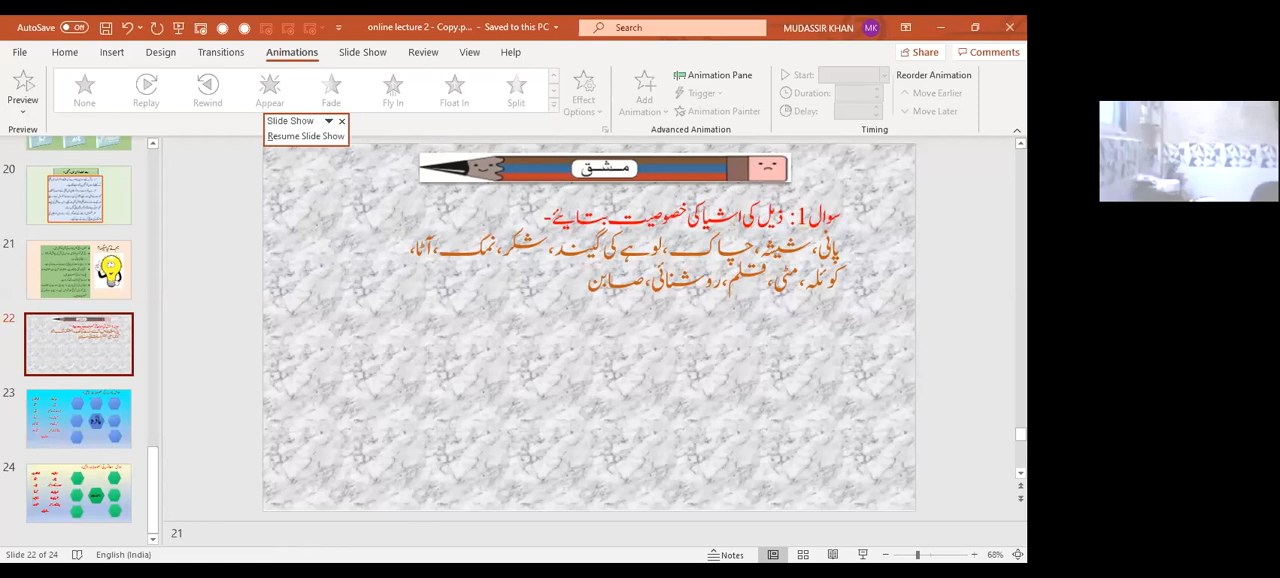 AutoSave Off
online lecture 2 - Copy.p... - Saved to this PC
Search
MUDASSIR KHAN MK
File Home Insert Design Transitions Animations Slide Show Review View Help
Share Comments
Preview
None Replay Rewind Appear Fade Fly In Float In Split
Effect Options
Add Animation
Animation Pane
Trigger
Animation Painter
Start:
Duration:
Delay:
Reorder Animation
Move Earlier
Move Later
Preview Advanced Animation Timing
Slide Show
Resume Slide Show
20
21
22
23
24
مشق
سوال 1: ذیل کی اشیا کی خصوصیت بتایئے-
پانی، شیشہ، چاک، لوہے کی گیند، شکر، نمک، آٹا،
کوئلہ، مٹی، قلم، روشنائی، صابن
21
Slide 22 of 24 English (India) Notes 68%